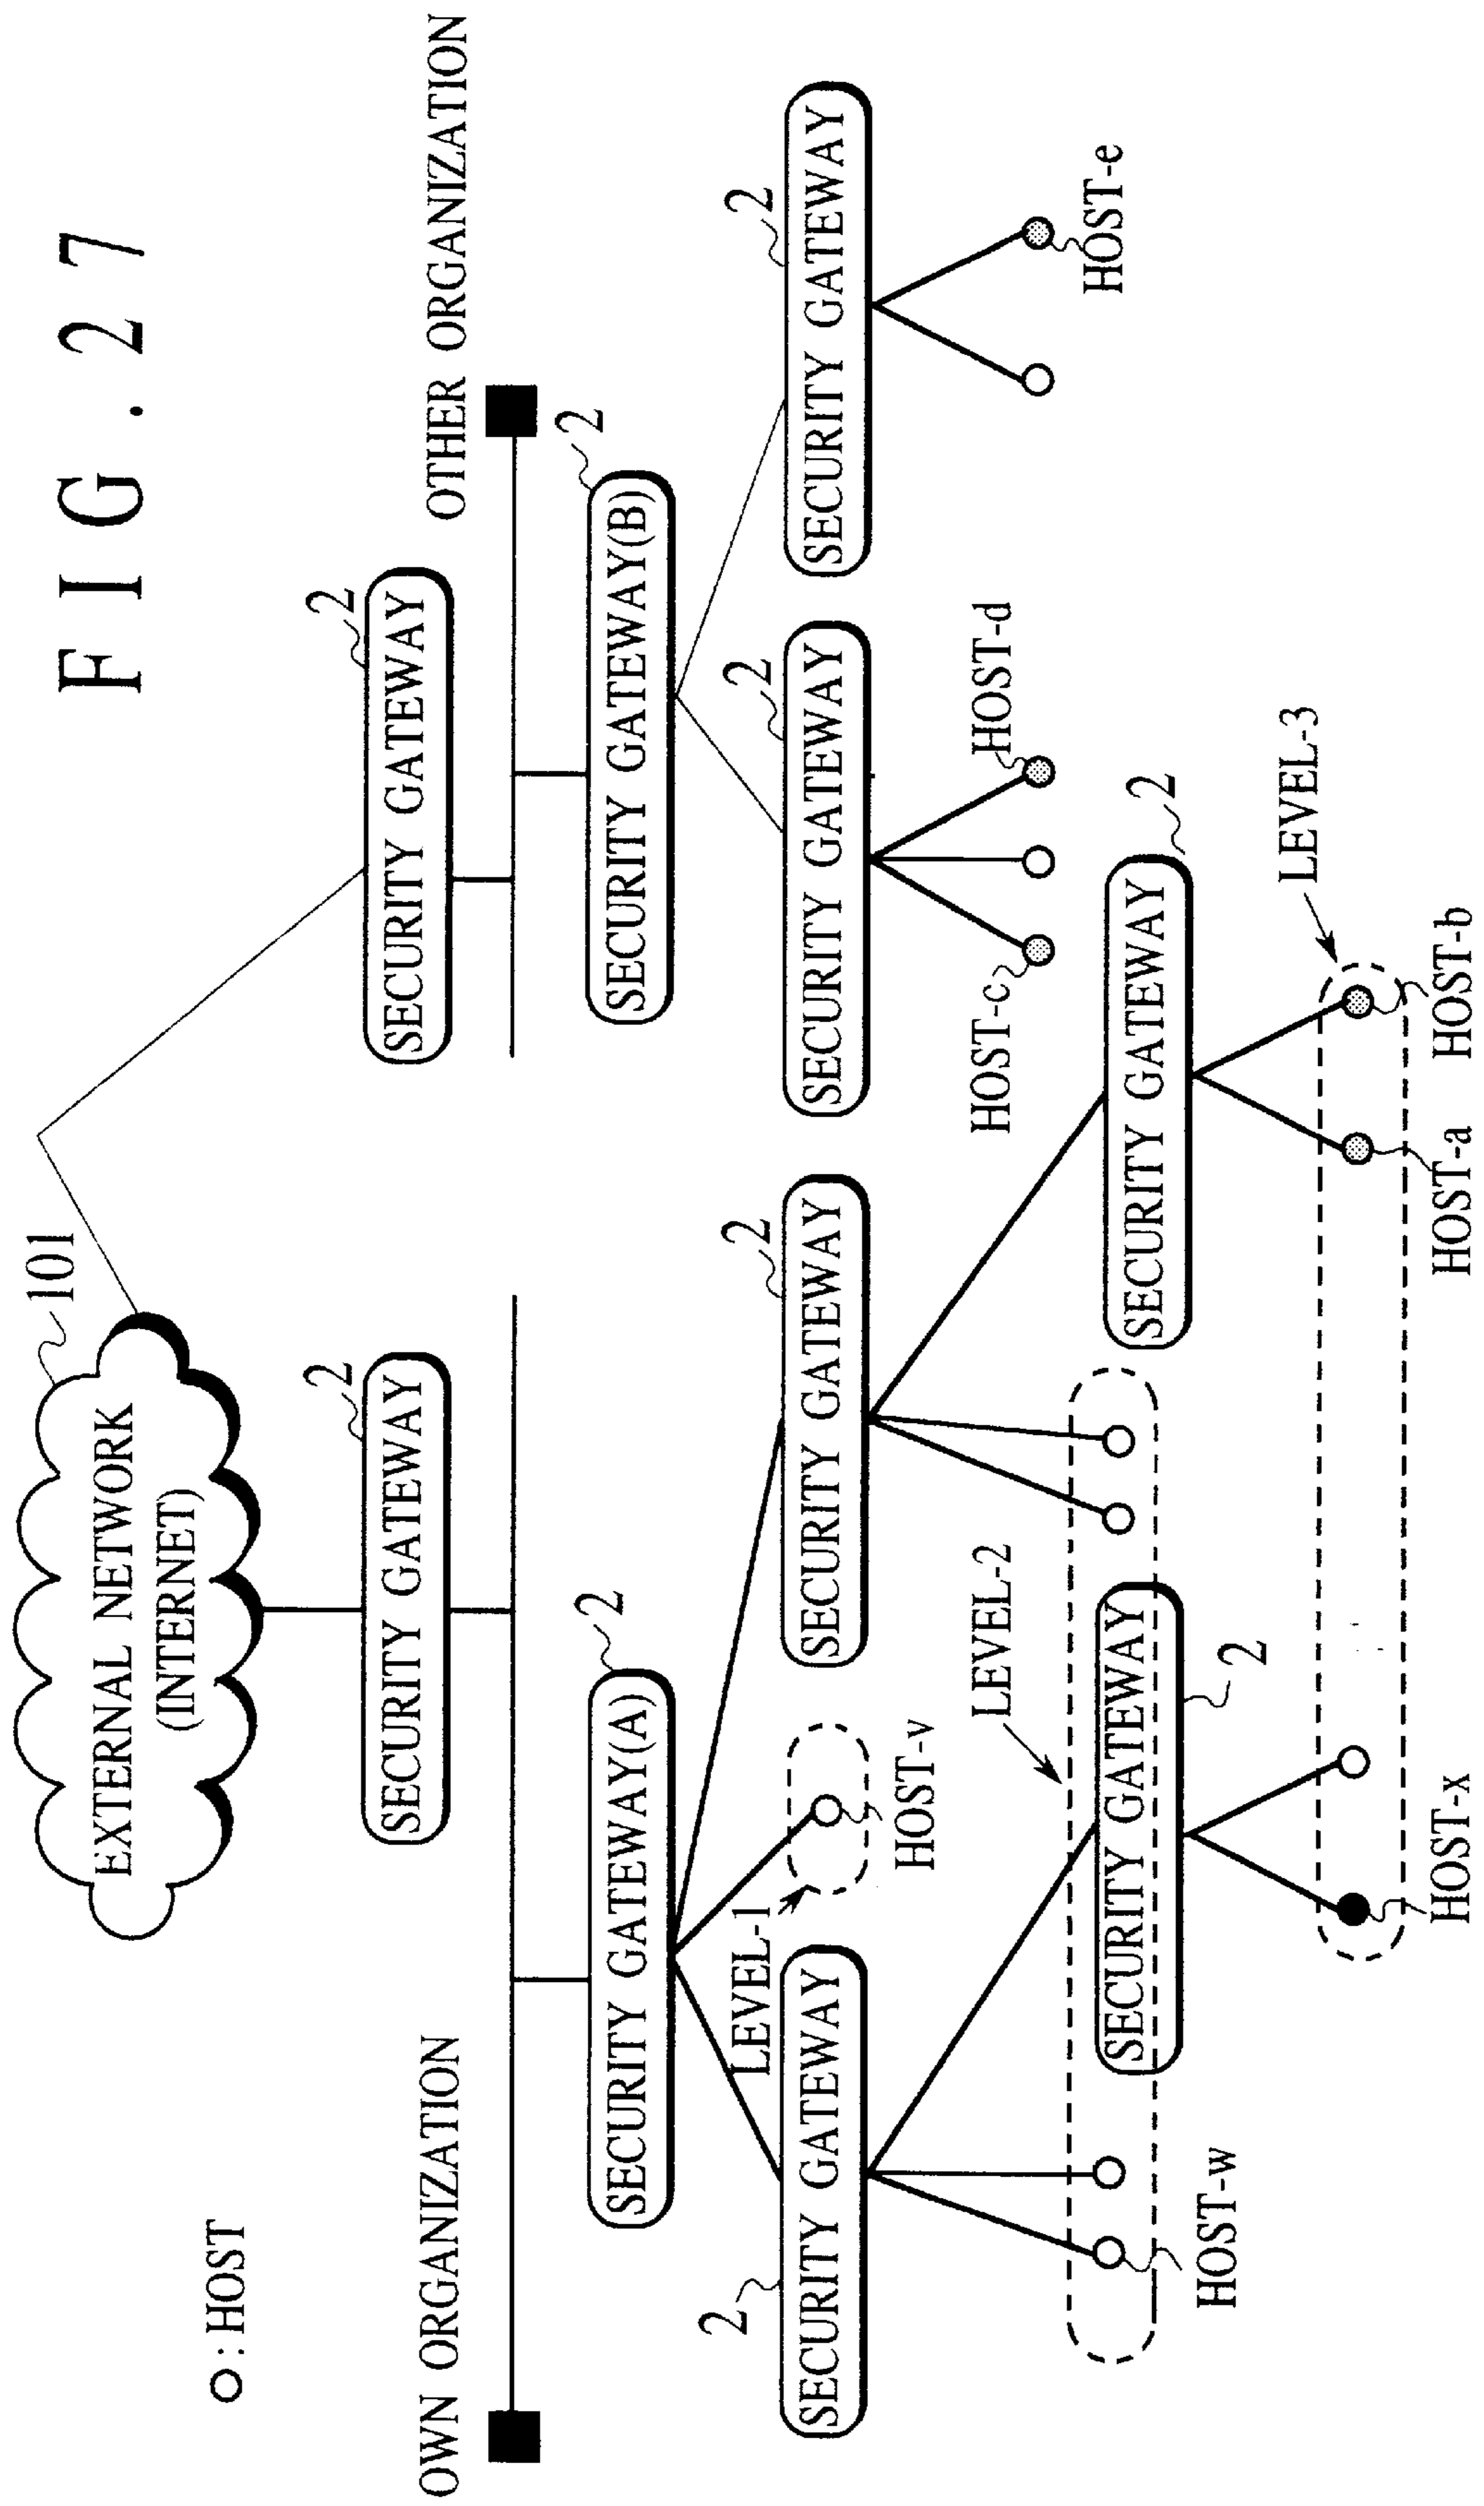 FIG.27
EXTERNAL NETWORK
(INTERNET)
101
O:HOST
2
SECURITY GATEWAY
2
SECURITY GATEWAY
OWN ORGANIZATION
OTHER ORGANIZATION
2
SECURITY GATEWAY(A)
2
SECURITY GATEWAY(B)
2
SECURITY GATEWAY
LEVEL-1
HOST-v
2
SECURITY GATEWAY
2
SECURITY GATEWAY
2
SECURITY GATEWAY
LEVEL-2
HOST-c
HOST-d
HOST-e
HOST-w
SECURITY GATEWAY
2
SECURITY GATEWAY
2
LEVEL-3
HOST-x
HOST-a
HOST-b